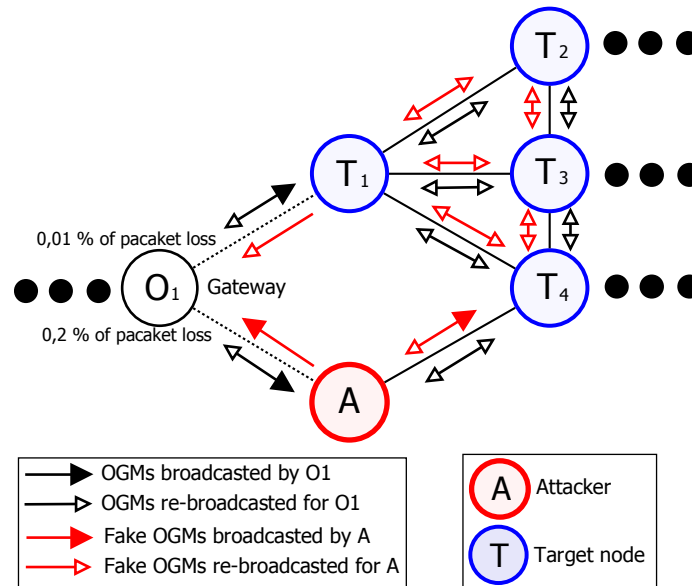 T2
T1
T3
0,01 % of pacaket loss
O1
Gateway
T4
0,2 % of pacaket loss
A
OGMs broadcasted by O1
OGMs re-broadcasted for O1
Fake OGMs broadcasted by A
Fake OGMs re-broadcasted for A
A Attacker
T Target node